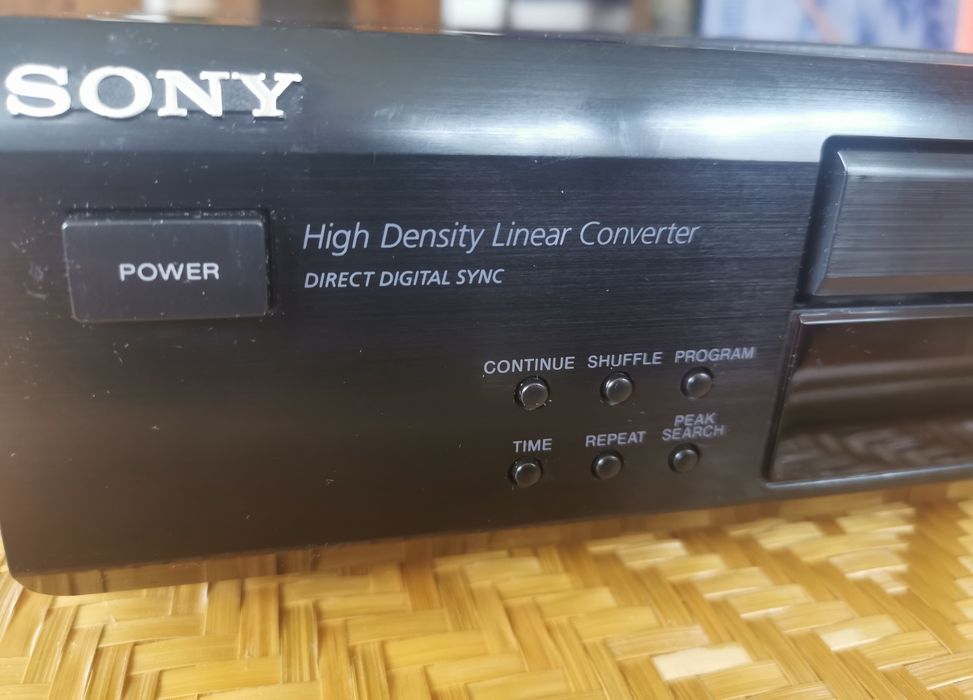 SONY
POWER
High Density Linear Converter
DIRECT DIGITAL SYNC
CONTINUE SHUFFLE PROGRAM
TIME REPEAT PEAK SEARCH